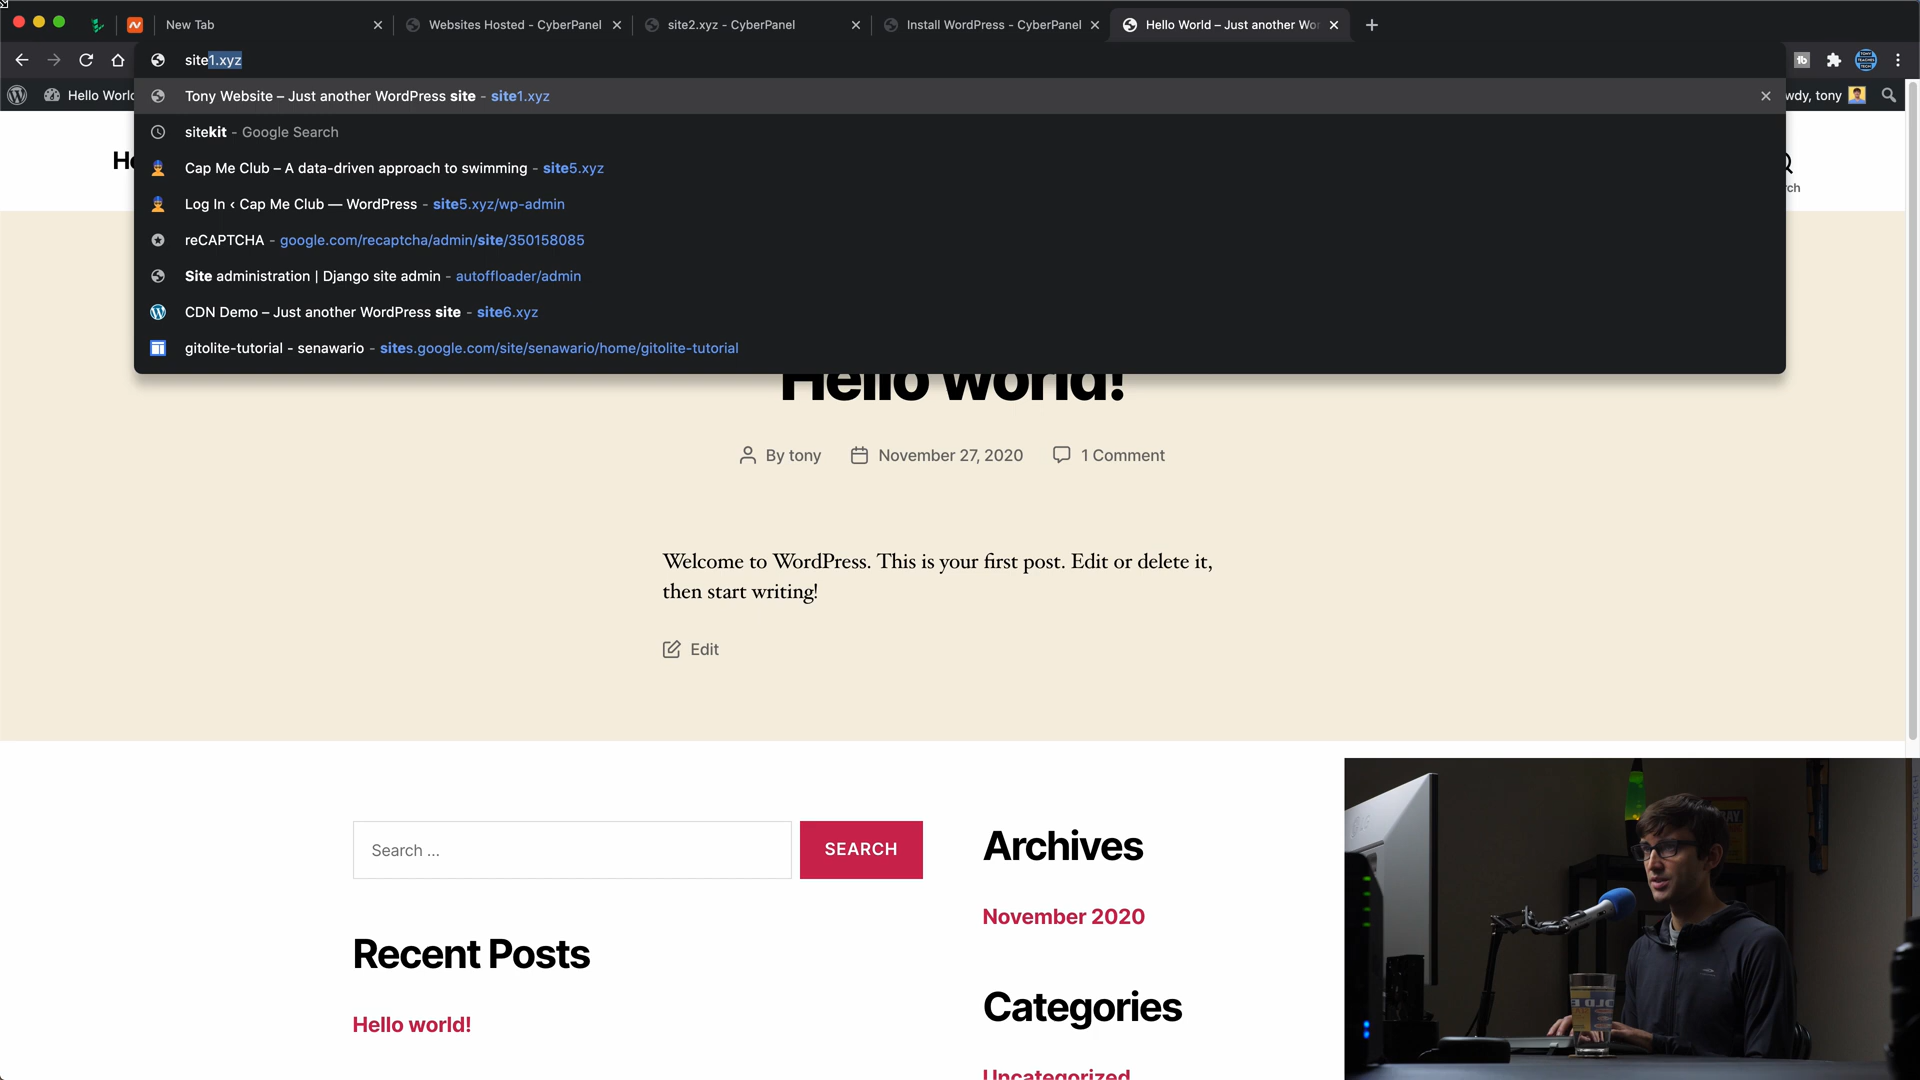 New Tab
Websites Hosted - CyberPanel
site2.xyz - CyberPanel
Install WordPress - CyberPanel
Hello World – Just another Wor
site1.xyz
Hello World
wdy, tony
Tony Website – Just another WordPress site - site1.xyz
sitekit - Google Search
Cap Me Club – A data-driven approach to swimming - site5.xyz
Log In ‹ Cap Me Club — WordPress - site5.xyz/wp-admin
reCAPTCHA - google.com/recaptcha/admin/site/350158085
Site administration | Django site admin - autoffloader/admin
CDN Demo – Just another WordPress site - site6.xyz
gitolite-tutorial - senawario - sites.google.com/site/senawario/home/gitolite-tutorial
Hello world!
By tony
November 27, 2020
1 Comment
Welcome to WordPress. This is your first post. Edit or delete it,
then start writing!
Edit
Search ...
SEARCH
Archives
November 2020
Recent Posts
Hello world!
Categories
Uncategorized